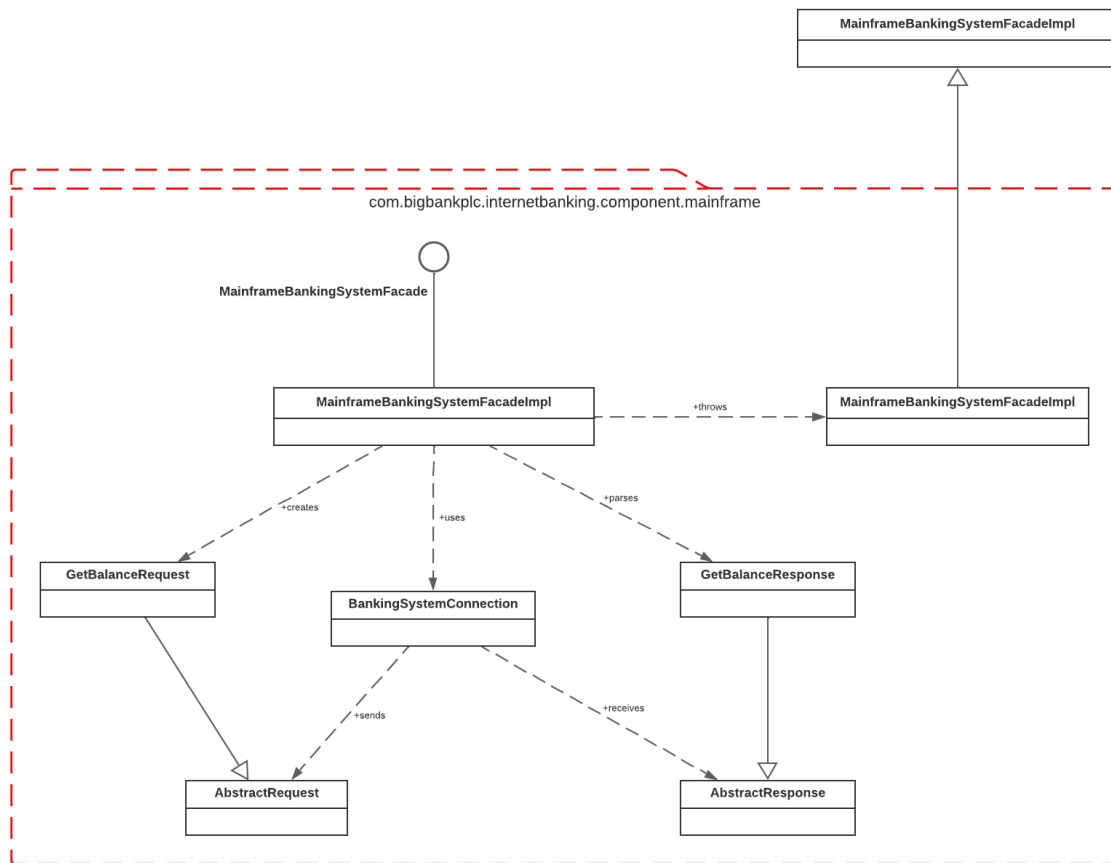 MainframeBankingSystemFacadeImpl
com.bigbankplc.internetbanking.component.mainframe
MainframeBankingSystemFacade
MainframeBankingSystemFacadeImpl
+throws
MainframeBankingSystemFacadeImpl
+creates
+uses
+parses
GetBalanceRequest
BankingSystemConnection
GetBalanceResponse
+sends
+receives
AbstractRequest
AbstractResponse